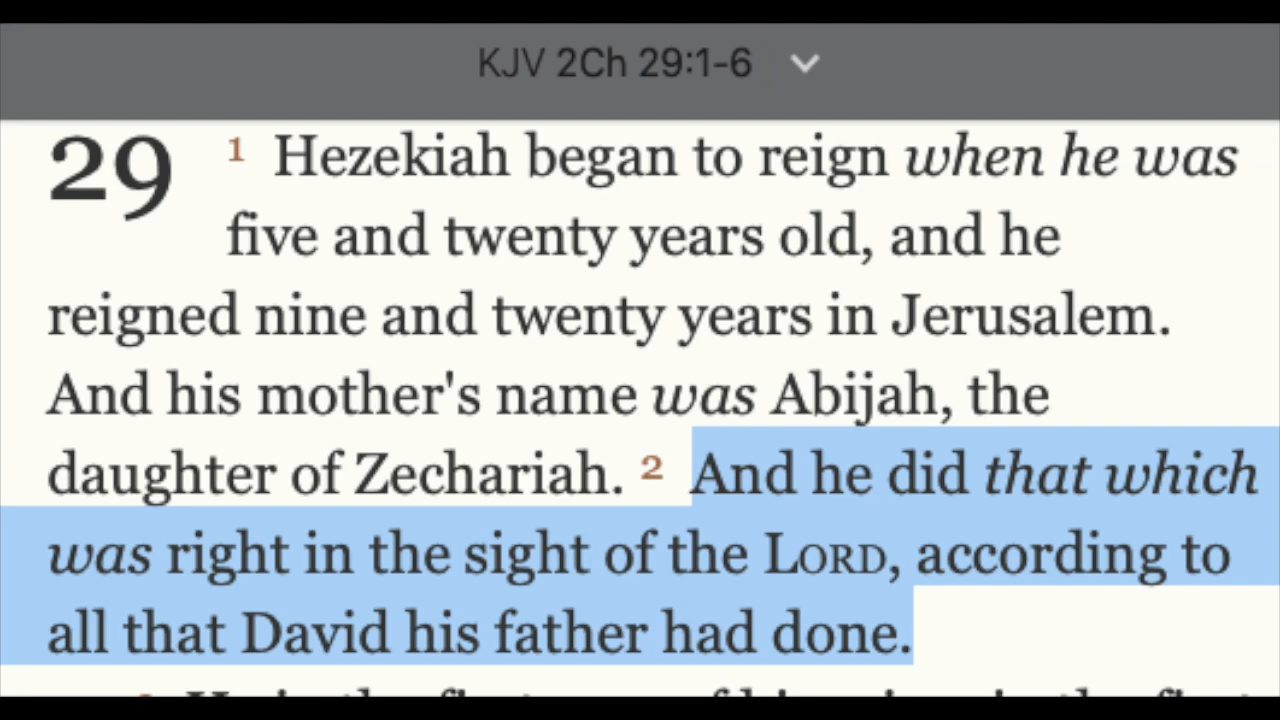 KJV 2Ch 29:1-6
29 1 Hezekiah began to reign when he was
five and twenty years old, and he
reigned nine and twenty years in Jerusalem.
And his mother's name was Abijah, the
daughter of Zechariah. 2 And he did that which
was right in the sight of the LORD, according to
all that David his father had done.